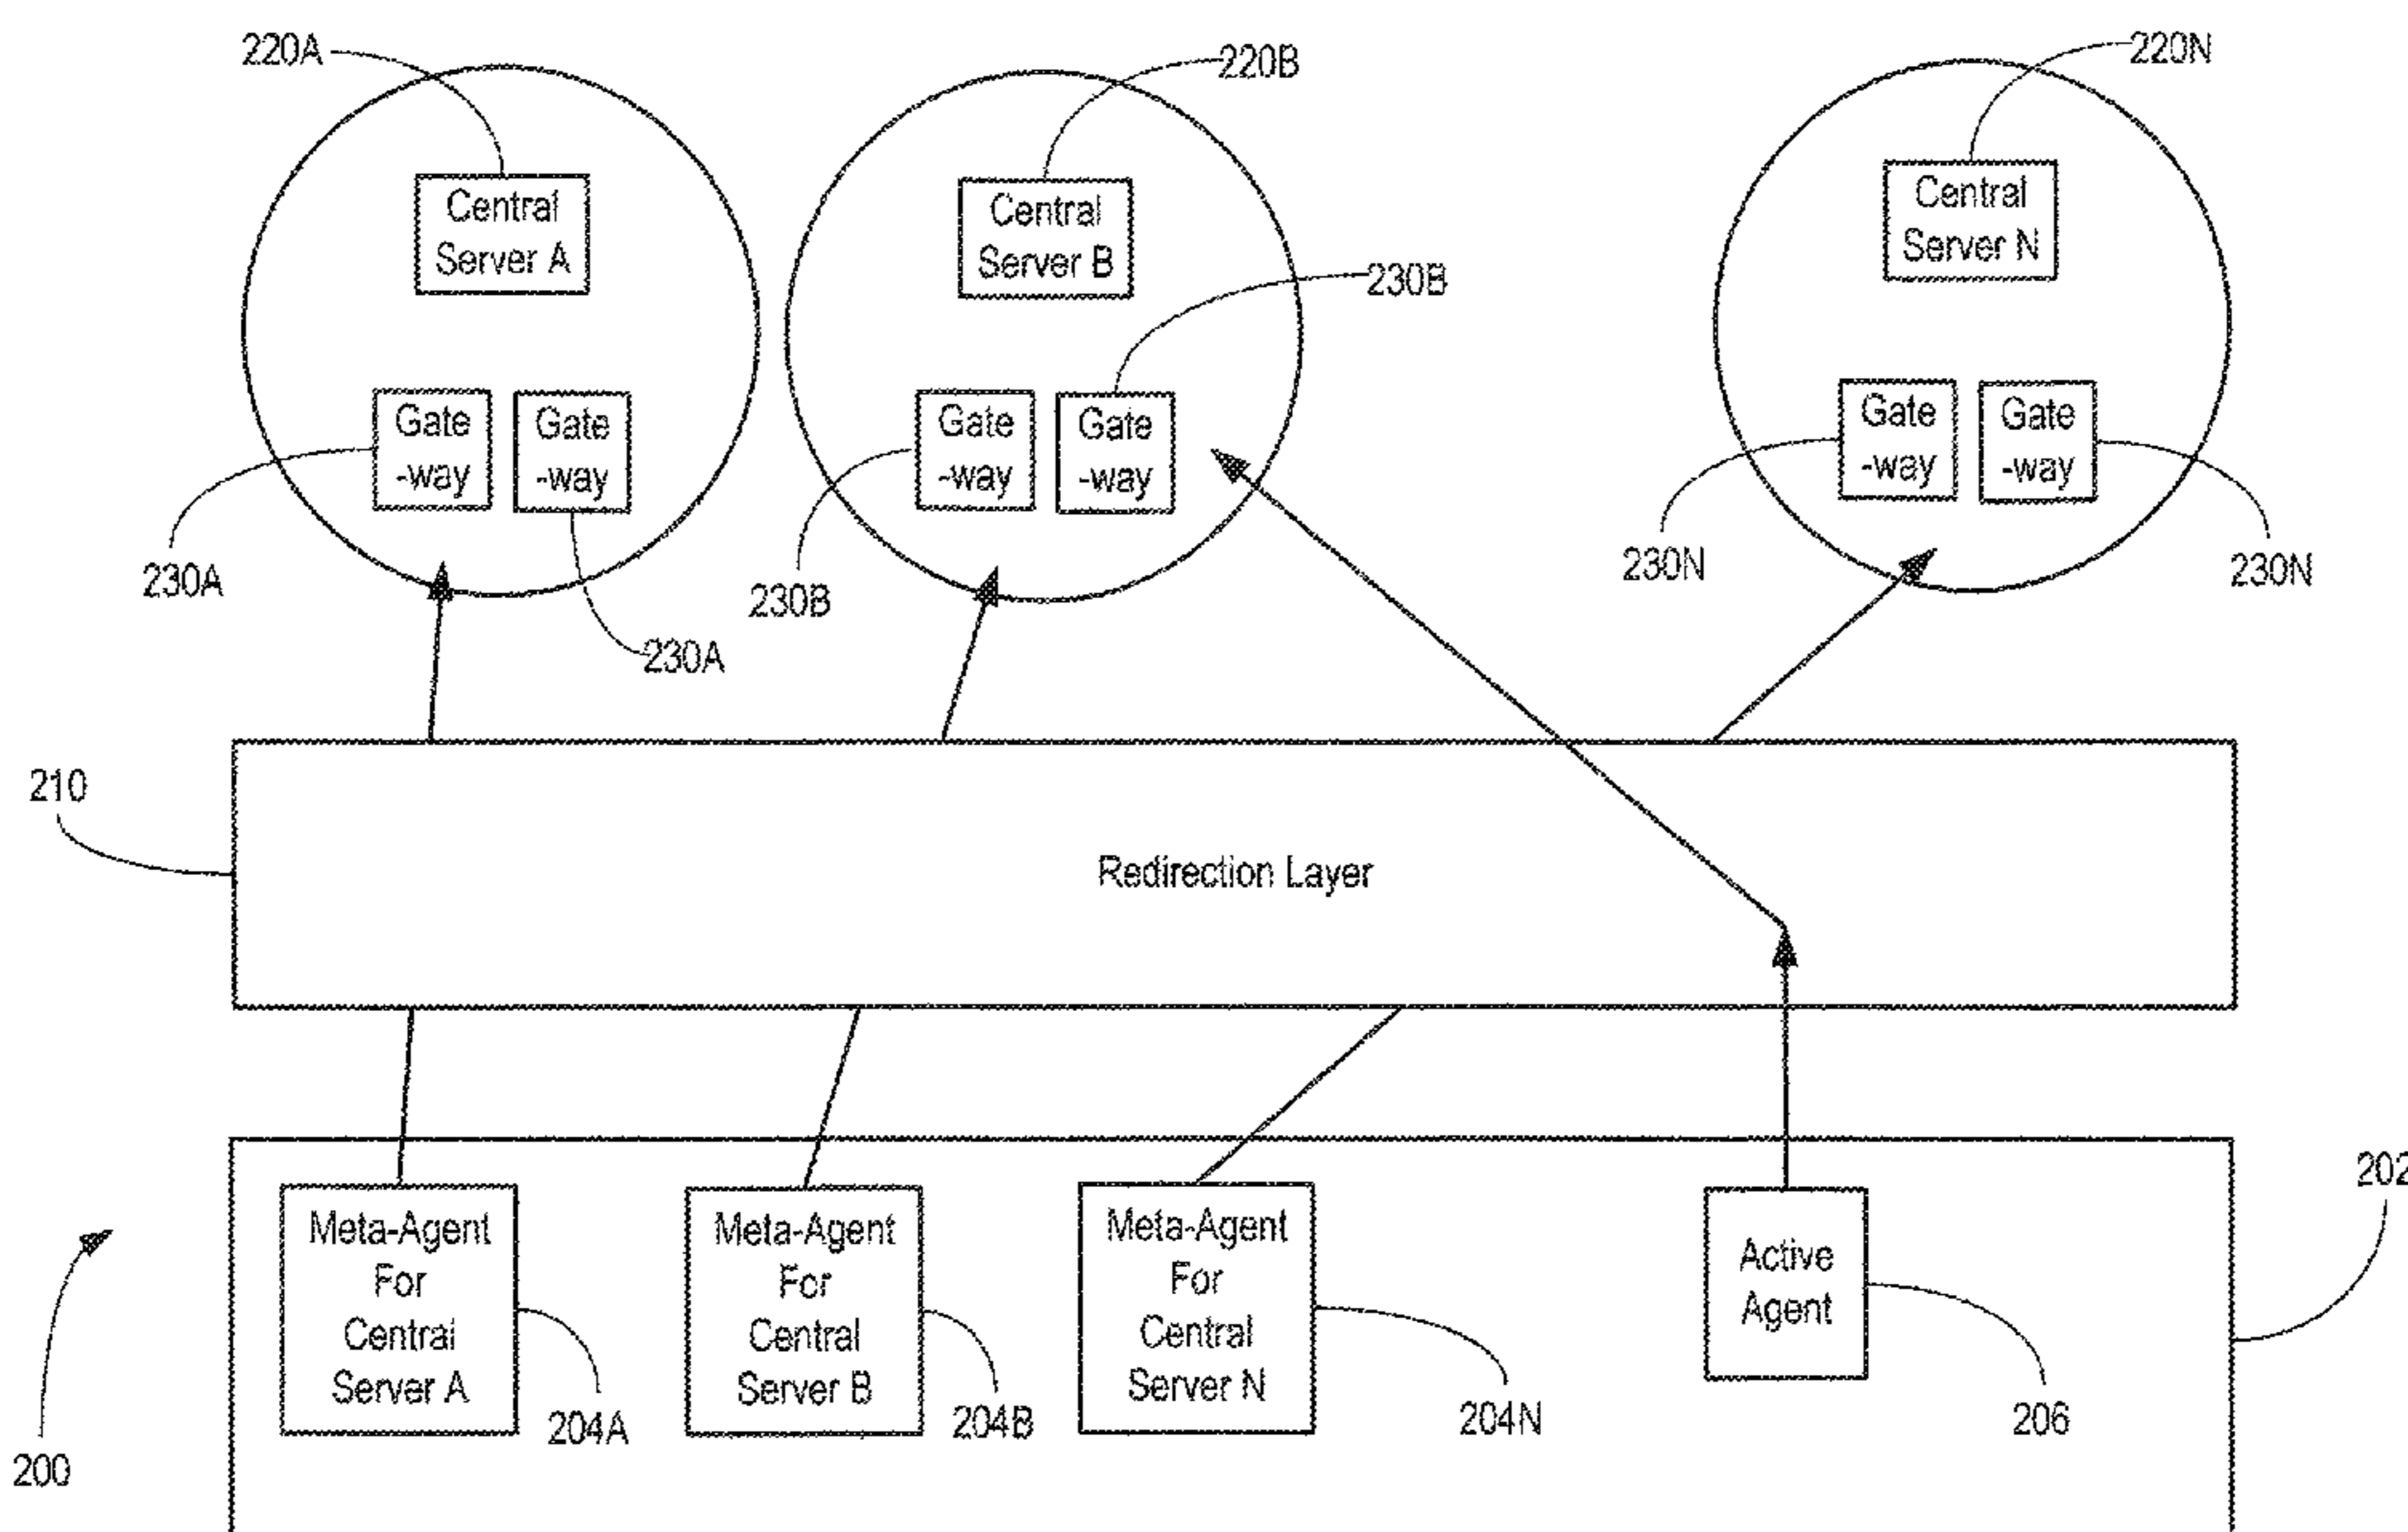 220A
220B
220N
Central
Server A
Central
Server B
Central
Server N
230B
Gate
-way
Gate
-way
Gate
-way
Gate
-way
Gate
-way
Gate
-way
230A
230A
230B
230N
230N
210
Redirection Layer
202
Meta-Agent
For
Central
Server A
Meta-Agent
For
Central
Server B
Meta-Agent
For
Central
Server N
Active
Agent
204A
204B
204N
206
200